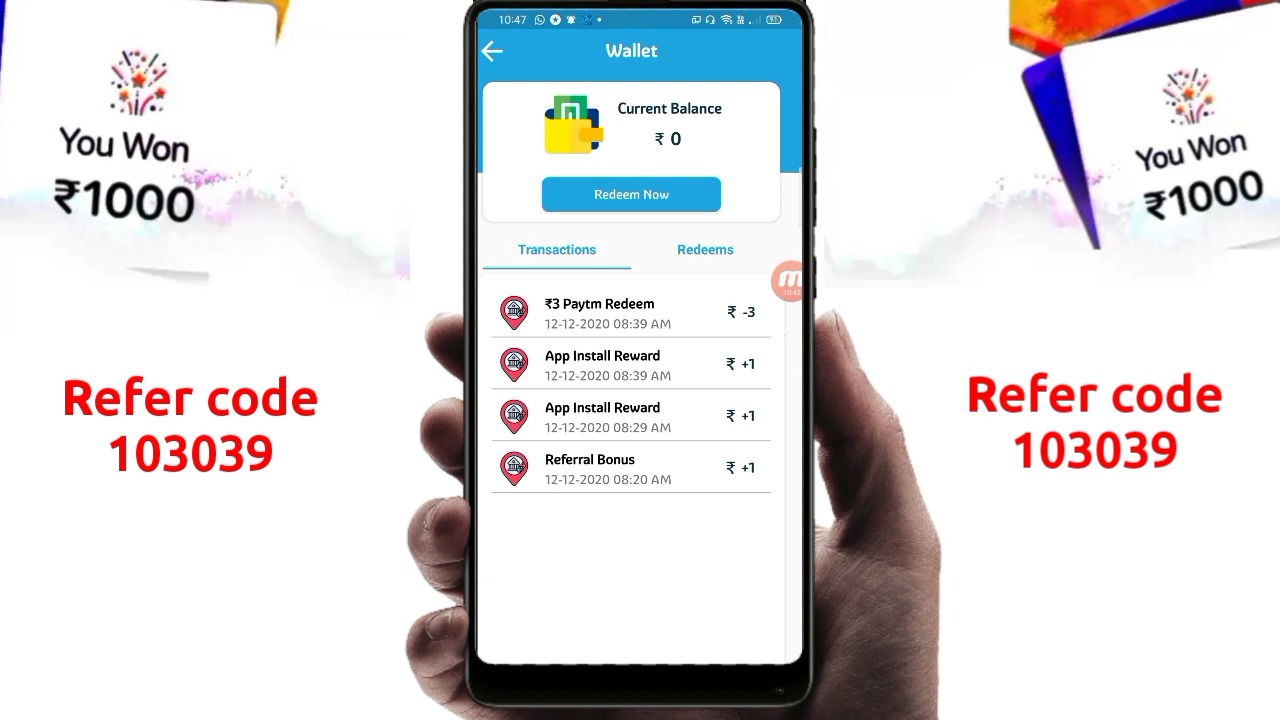 You Won
₹1000
Refer code
103039
10:47
91
Wallet
Current Balance
₹ 0
Redeem Now
Transactions
Redeems
10:42
₹3 Paytm Redeem
12-12-2020 08:39 AM
₹ -3
App Install Reward
12-12-2020 08:39 AM
₹ +1
App Install Reward
12-12-2020 08:29 AM
₹ +1
Referral Bonus
12-12-2020 08:20 AM
₹ +1
You Won
₹1000
Refer code
103039